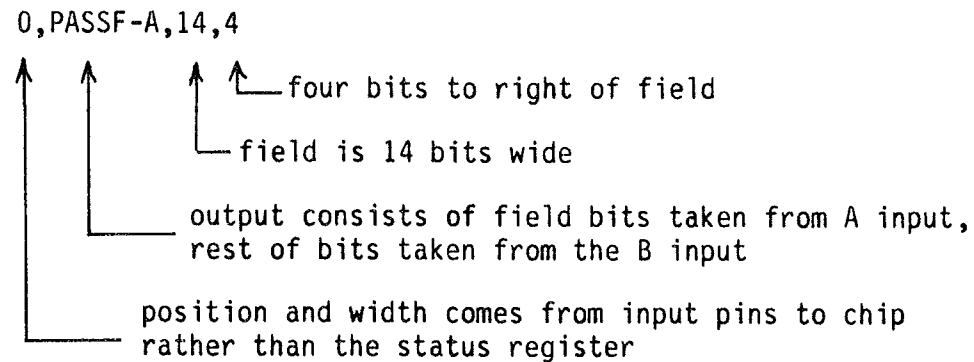 0,PASSF-A,14,4
four bits to right of field
field is 14 bits wide
output consists of field bits taken from A input,
rest of bits taken from the B input
position and width comes from input pins to chip
rather than the status register